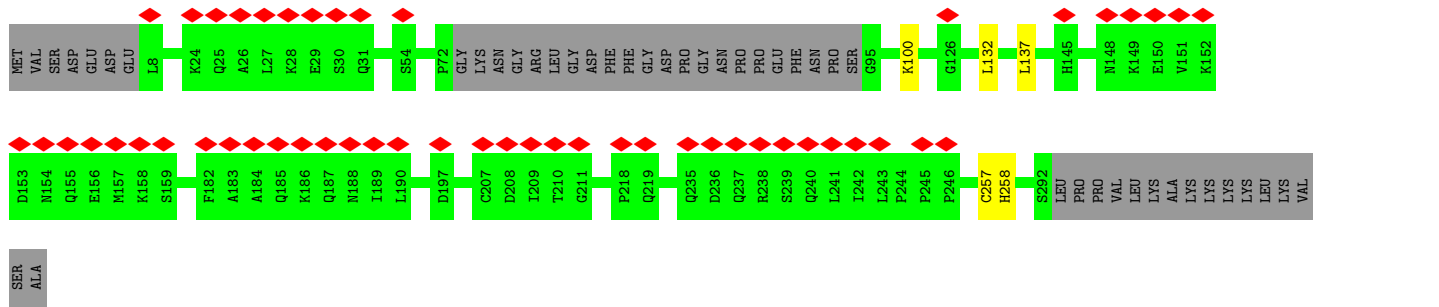 MET VAL SER ASP GLU ASP GLU L8 K24 Q25 A26 L27 K28 E29 S30 Q31 S54 P72 GLY LYS ASN GLY ARG LEU GLY ASP PHE PHE GLY ASP PRO GLY ASN PRO PRO GLU PHE ASN PRO SER G95 K100 G126 L132 L137 H145 N148 K149 E150 V151 K152
D153 N154 Q155 E156 M157 K158 S159 F182 A183 A184 Q185 K186 Q187 N188 I189 L190 D197 C207 D208 I209 T210 G211 P218 Q219 Q235 D236 Q237 R238 S239 Q240 L241 I242 L243 P244 P245 P246 C257 H258 S292 LEU PRO PRO VAL LEU LYS ALA LYS LYS LYS LYS LEU LYS VAL
SER ALA